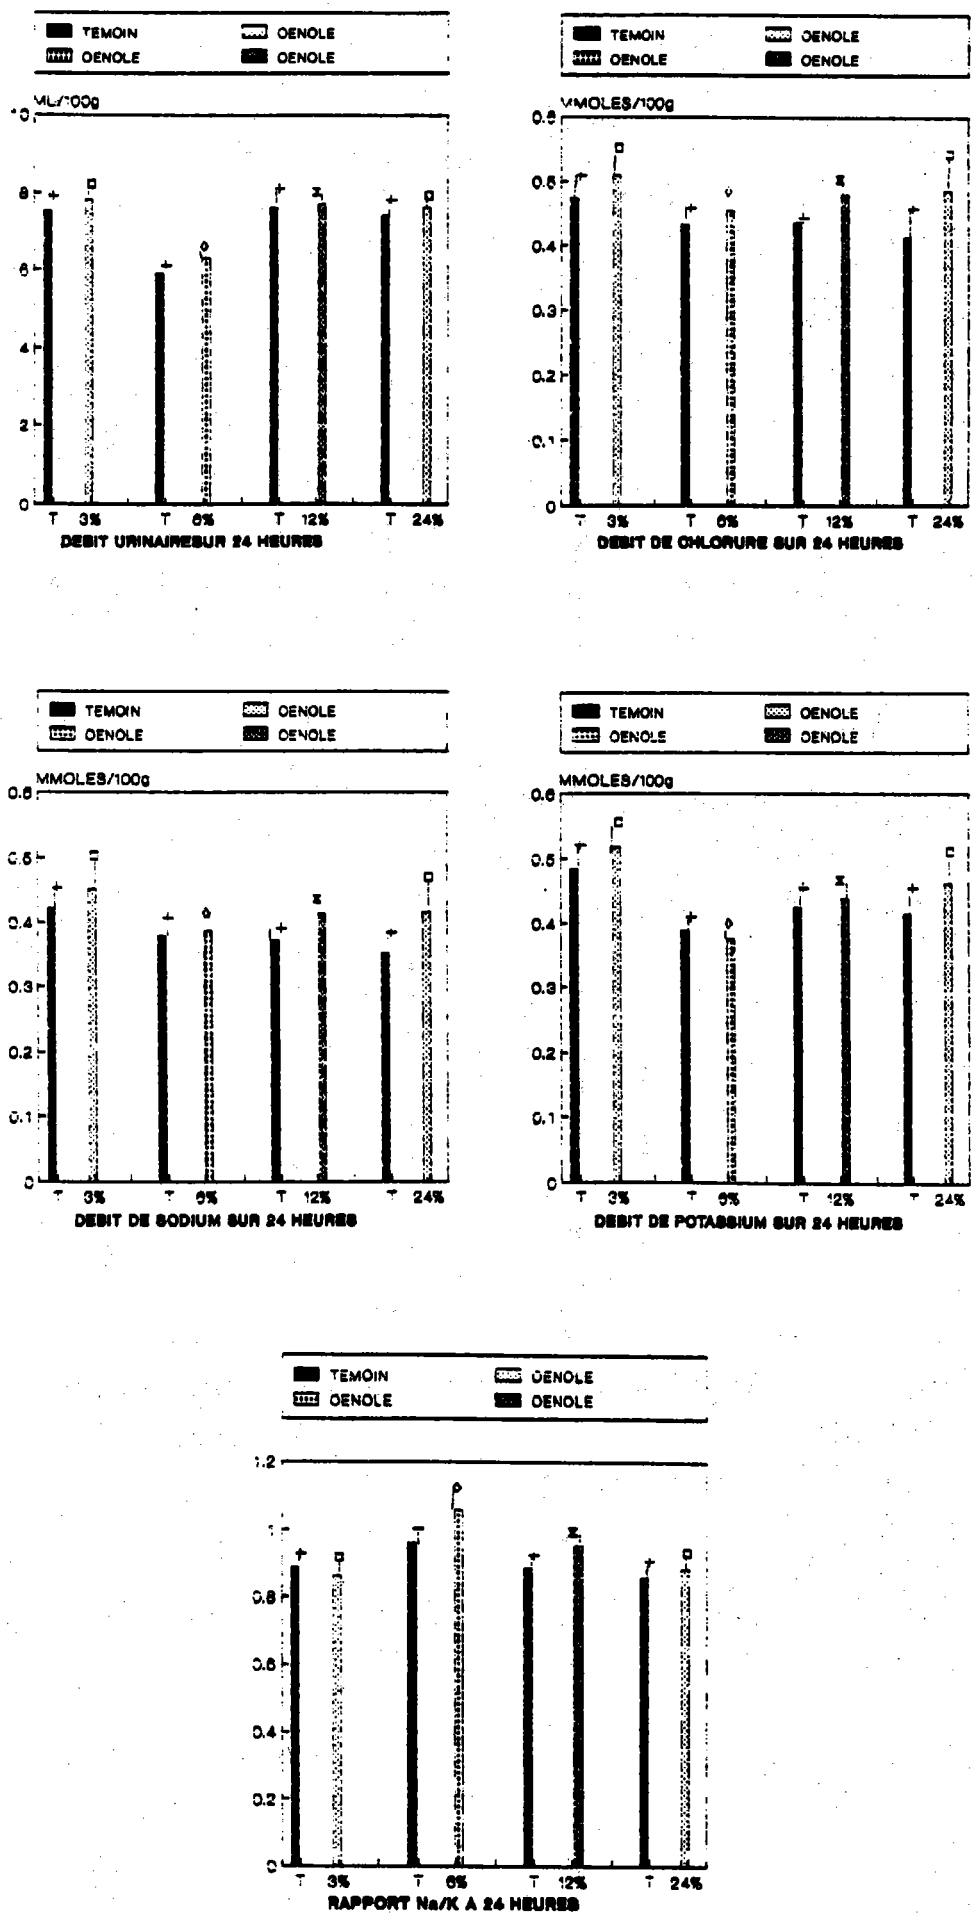 TEMOIN OENOLE
OENOLE OENOLE
ML/100g
10
8
6
4
2
0
T 3% T 6% T 12% T 24%
DEBIT URINAIRESUR 24 HEURES
TEMOIN OENOLE
OENOLE OENOLE
MMOLES/100g
0.6
0.5
0.4
0.3
0.2
0.1
0
T 3% T 6% T 12% T 24%
DEBIT DE CHLORURE SUR 24 HEURES
TEMOIN OENOLE
OENOLE OENOLE
MMOLES/100g
0.6
0.5
0.4
0.3
0.2
0.1
0
T 3% T 6% T 12% T 24%
DEBIT DE SODIUM SUR 24 HEURES
TEMOIN OENOLE
OENOLE OENOLE
MMOLES/100g
0.6
0.5
0.4
0.3
0.2
0.1
0
T 3% T 6% T 12% T 24%
DEBIT DE POTASSIUM SUR 24 HEURES
TEMOIN OENOLE
OENOLE OENOLE
1.2
1
0.8
0.6
0.4
0.2
0
T 3% T 6% T 12% T 24%
RAPPORT Na/K A 24 HEURES